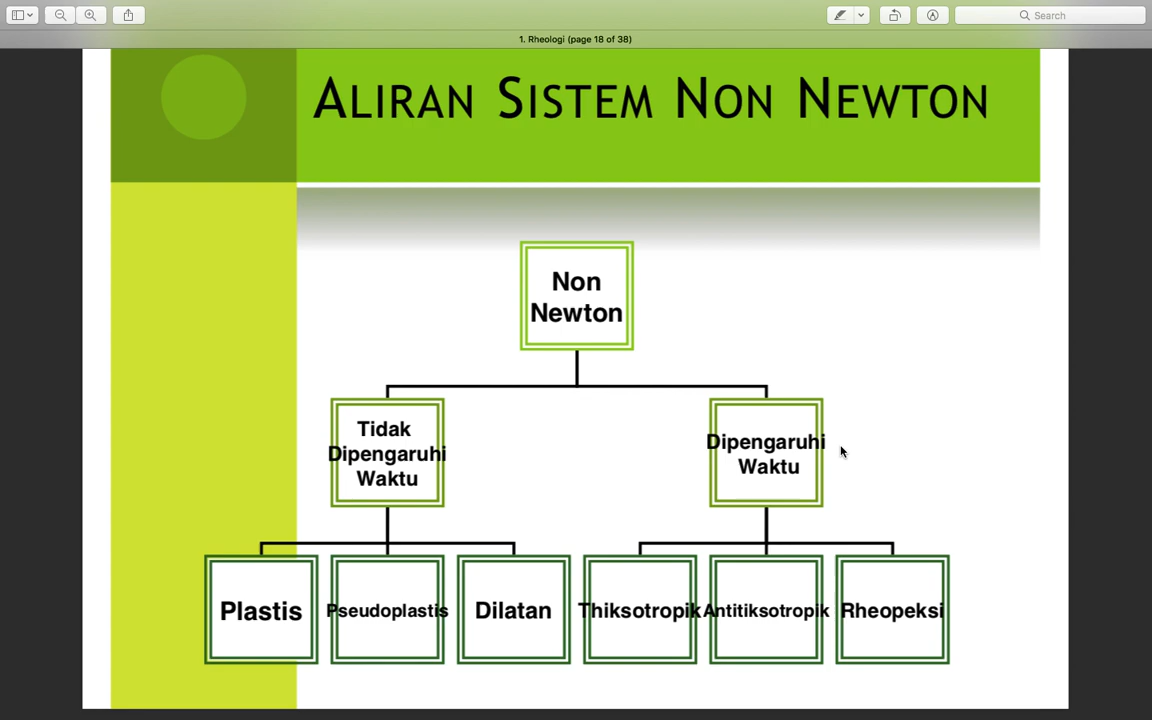 Search
1. Rheologi (page 18 of 38)
ALIRAN SISTEM NON NEWTON
Non
Newton
Tidak
Dipengaruhi
Waktu
Dipengaruhi
Waktu
Plastis
Pseudoplastis
Dilatan
Thiksotropik
Antitiksotropik
Rheopeksi